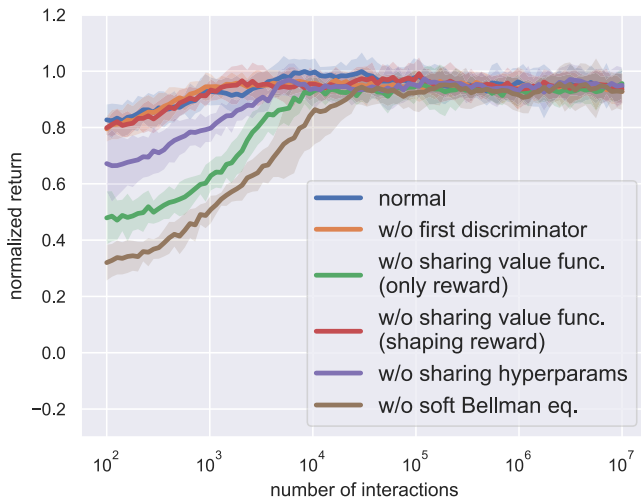 1.2
1.0
0.8
0.6
0.4
0.2
0.0
−0.2
normalized return
normal
w/o first discriminator
w/o sharing value func.
(only reward)
w/o sharing value func.
(shaping reward)
w/o sharing hyperparams
w/o soft Bellman eq.
10² 10³ 10⁴ 10⁵ 10⁶ 10⁷
number of interactions